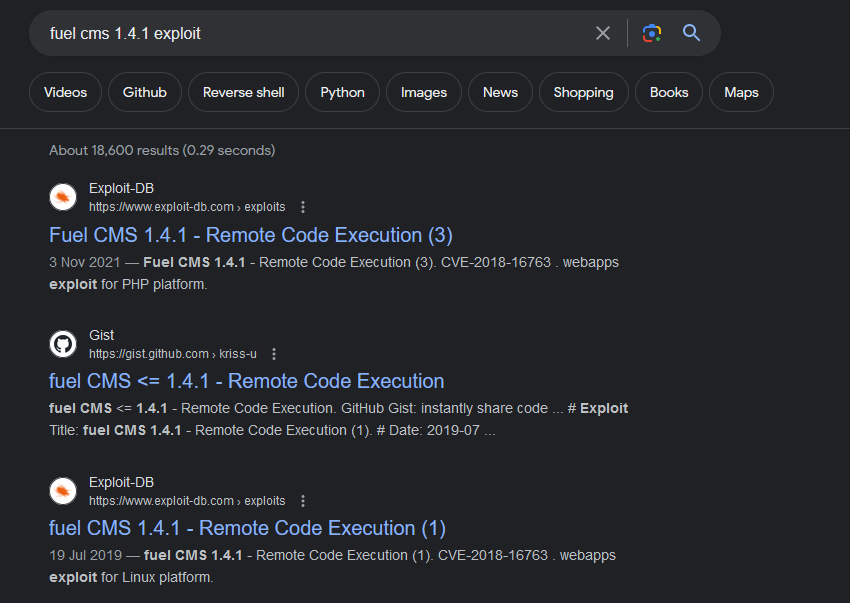 fuel cms 1.4.1 exploit
Videos Github Reverse shell Python Images News Shopping Books Maps
About 18,600 results (0.29 seconds)
Exploit-DB
https://www.exploit-db.com › exploits
Fuel CMS 1.4.1 - Remote Code Execution (3)
3 Nov 2021 — Fuel CMS 1.4.1 - Remote Code Execution (3). CVE-2018-16763 . webapps
exploit for PHP platform.
Gist
https://gist.github.com › kriss-u
fuel CMS <= 1.4.1 - Remote Code Execution
fuel CMS <= 1.4.1 - Remote Code Execution. GitHub Gist: instantly share code ... # Exploit
Title: fuel CMS 1.4.1 - Remote Code Execution (1). # Date: 2019-07 ...
Exploit-DB
https://www.exploit-db.com › exploits
fuel CMS 1.4.1 - Remote Code Execution (1)
19 Jul 2019 — fuel CMS 1.4.1 - Remote Code Execution (1). CVE-2018-16763 . webapps
exploit for Linux platform.